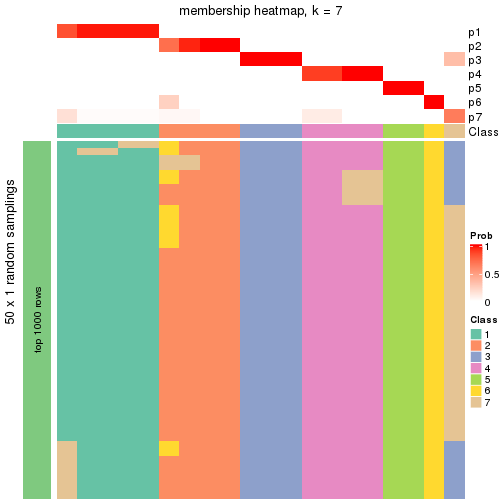 membership heatmap, k = 7
p1
p2
p3
p4
p5
p6
p7
Class
50 x 1 random samplings
top 1000 rows
Prob
1
0.5
0
Class
1
2
3
4
5
6
7